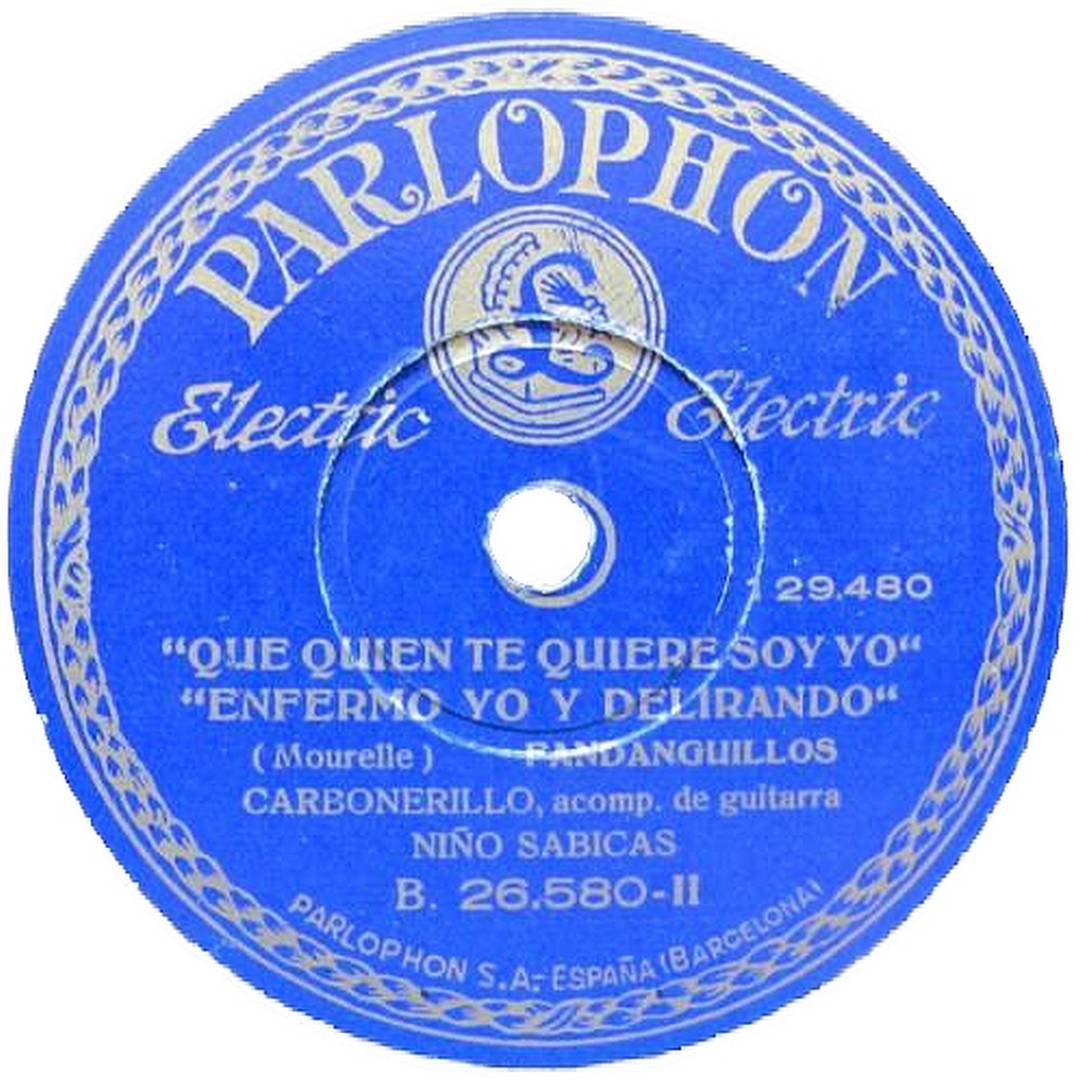 PARLOPHON
Electric Electric
129.480
“QUE QUIEN TE QUIERE SOY YO“
“ENFERMO YO Y DELIRANDO“
(Mourelle) FANDANGUILLOS
CARBONERILLO, acomp. de guitarra
NIÑO SABICAS
B. 26.580-II
PARLOPHON S.A.-ESPAÑA (BARCELONA)